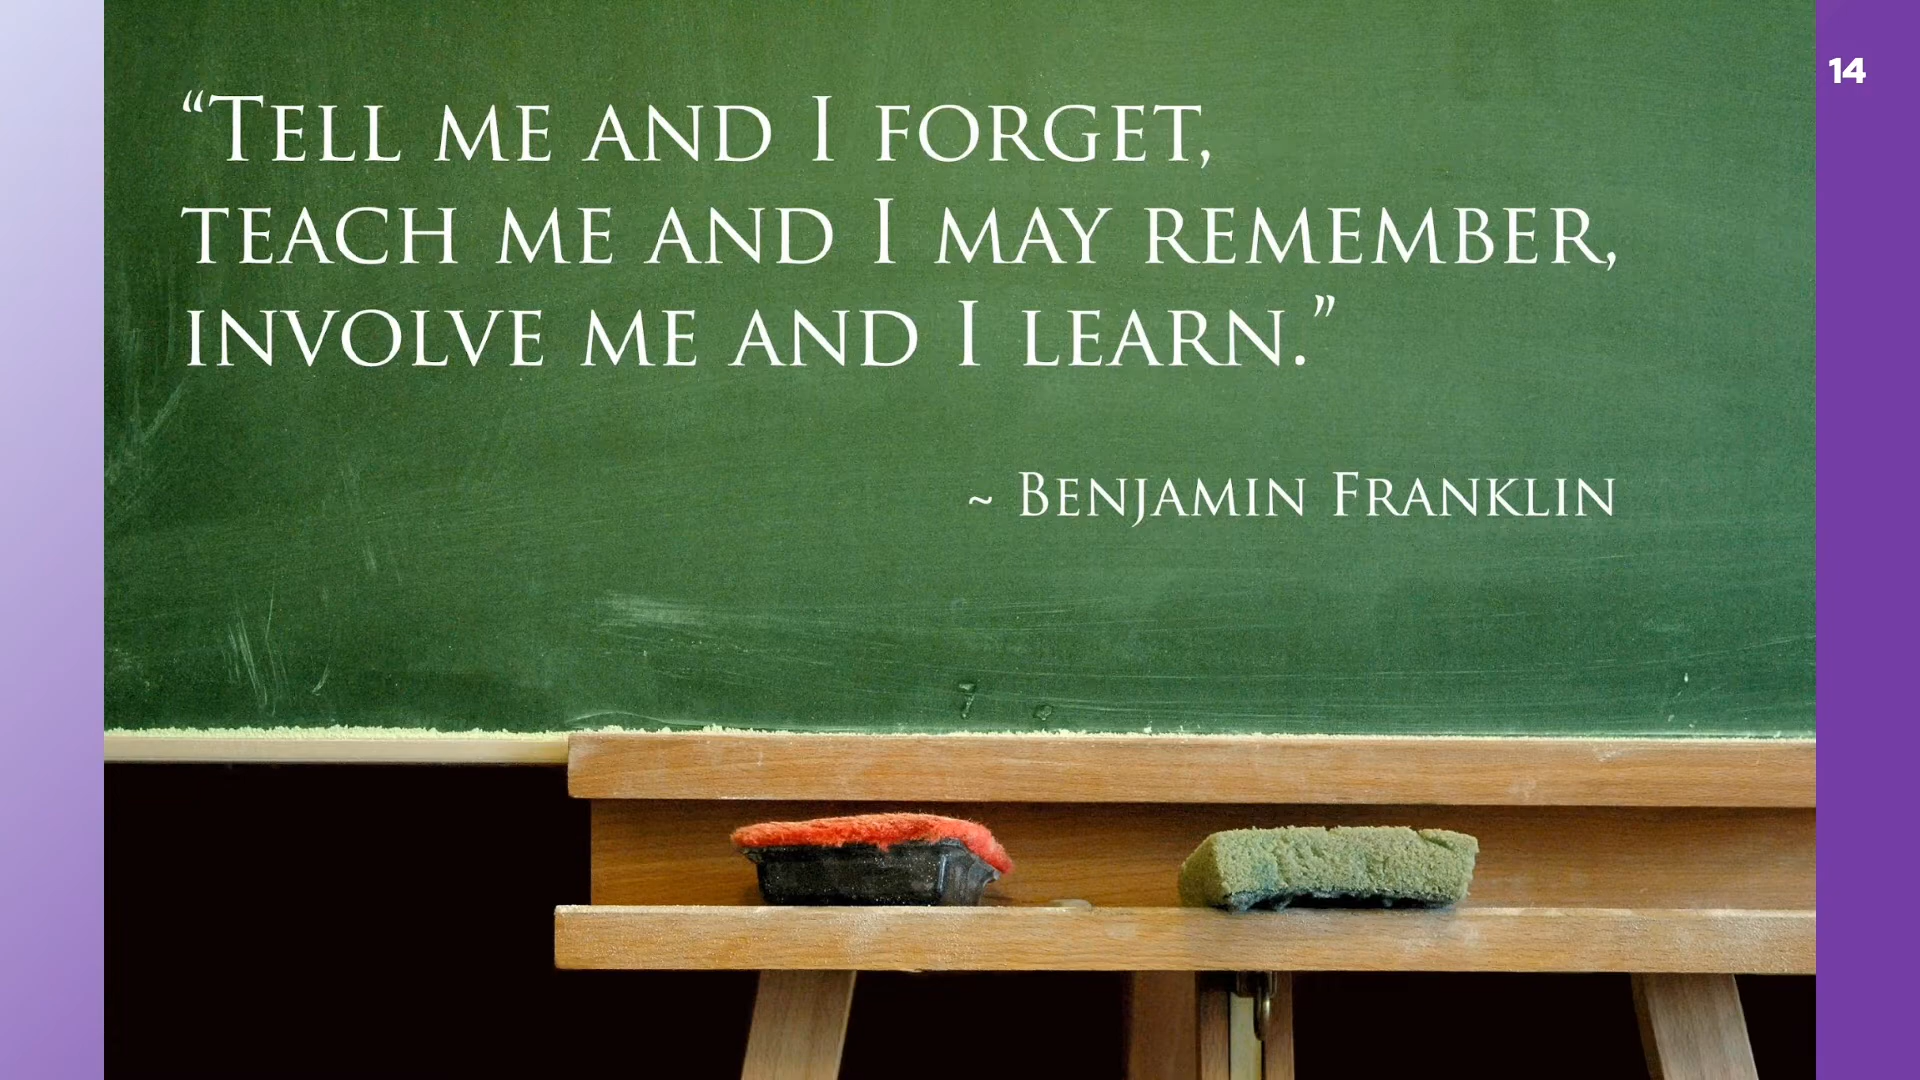 14
“Tell me and I forget,
teach me and I may remember,
involve me and I learn.”
~ Benjamin Franklin